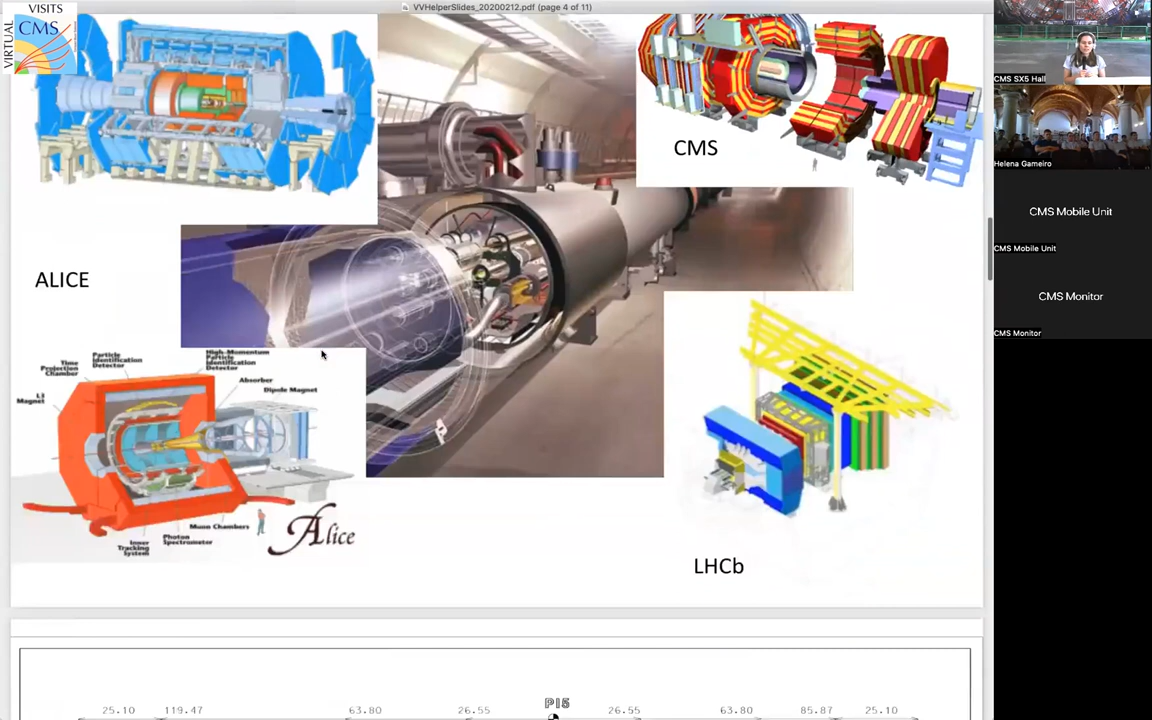 VVHelperSlides_20200212.pdf (page 4 of 11)
VIRTUAL
VISITS
CMS
CMS
ALICE
Time
Projection
Chamber
Particle
Identification
Detector
High-Momentum
Particle
Identification
Detector
Absorber
Dipole Magnet
L3
Magnet
Inner
Tracking
System
Photon
Spectrometer
Muon Chambers
Alice
LHCb
PI5
25.10 119.47 63.80 26.55 26.55 63.80 85.87 25.10
CMS SX5 Hall
Helena Gameiro
CMS Mobile Unit
CMS Mobile Unit
CMS Monitor
CMS Monitor